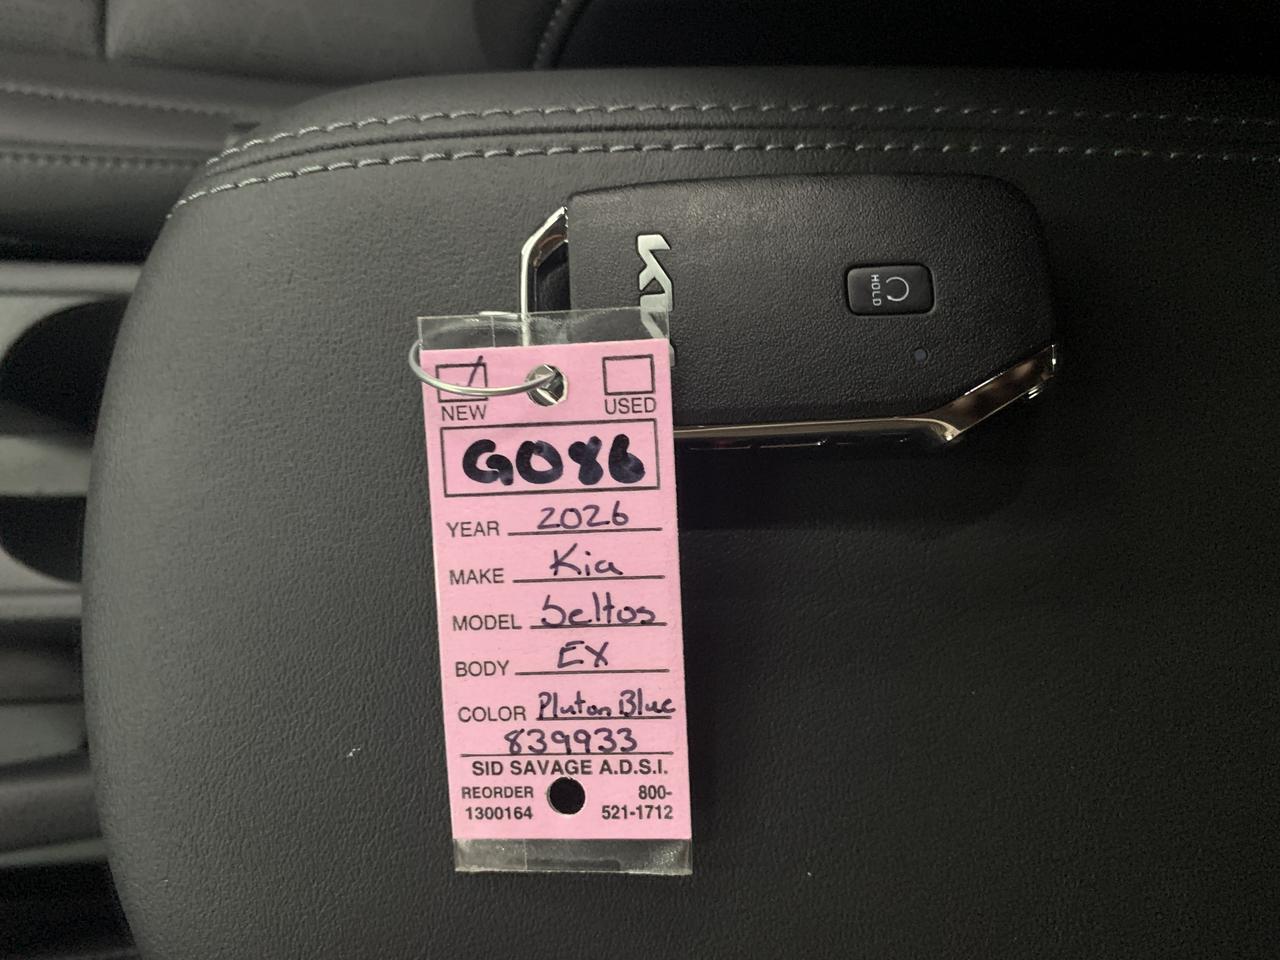 KIA
HOLD
NEW USED
G086
YEAR 2026
MAKE Kia
MODEL Seltos
BODY EX
COLOR Pluton Blue
839933
SID SAVAGE A.D.S.I.
REORDER 800-
1300164 521-1712